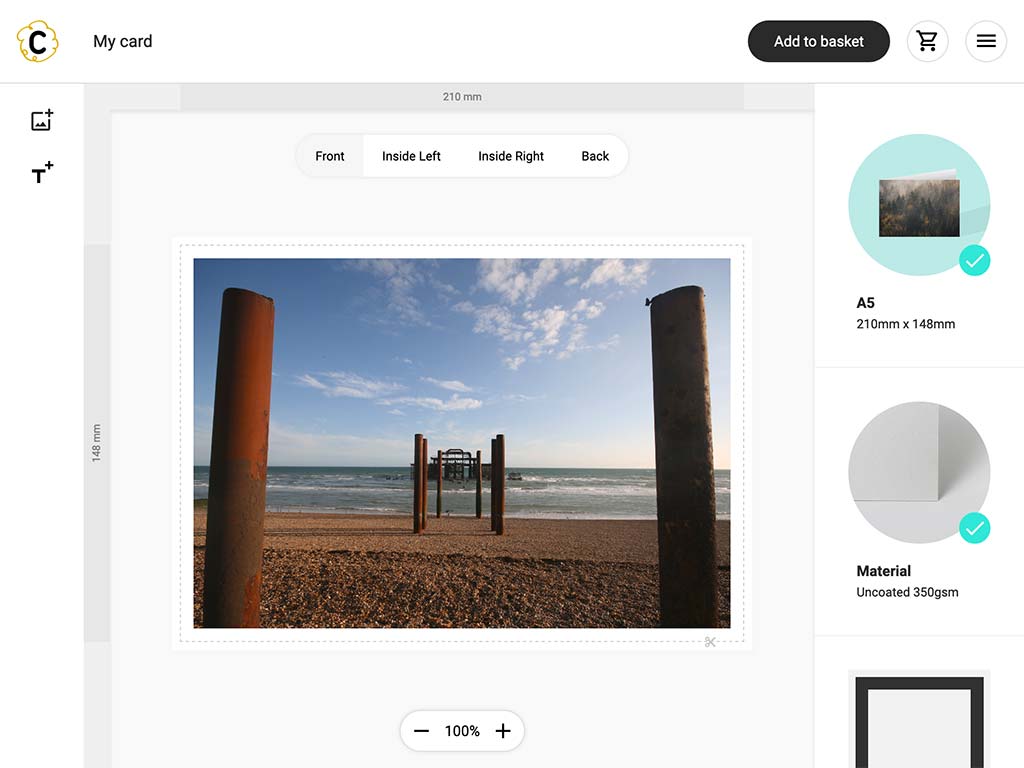 C
My card
Add to basket
210 mm
Front
Inside Left
Inside Right
Back
148 mm
A5
210mm x 148mm
Material
Uncoated 350gsm
100%